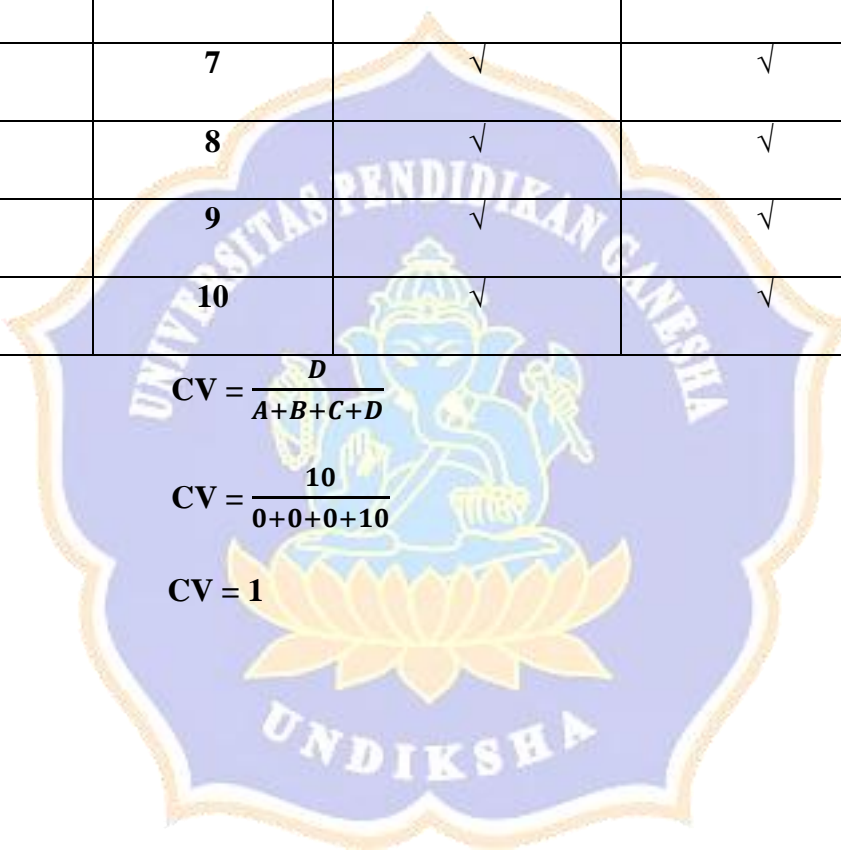 7 √ √
8 √ √
9 √ √
10 √ √
CV = D / A+B+C+D
CV = 10 / 0+0+0+10
CV = 1
UNIVERSITAS PENDIDIKAN GANESHA
UNDIKSHA